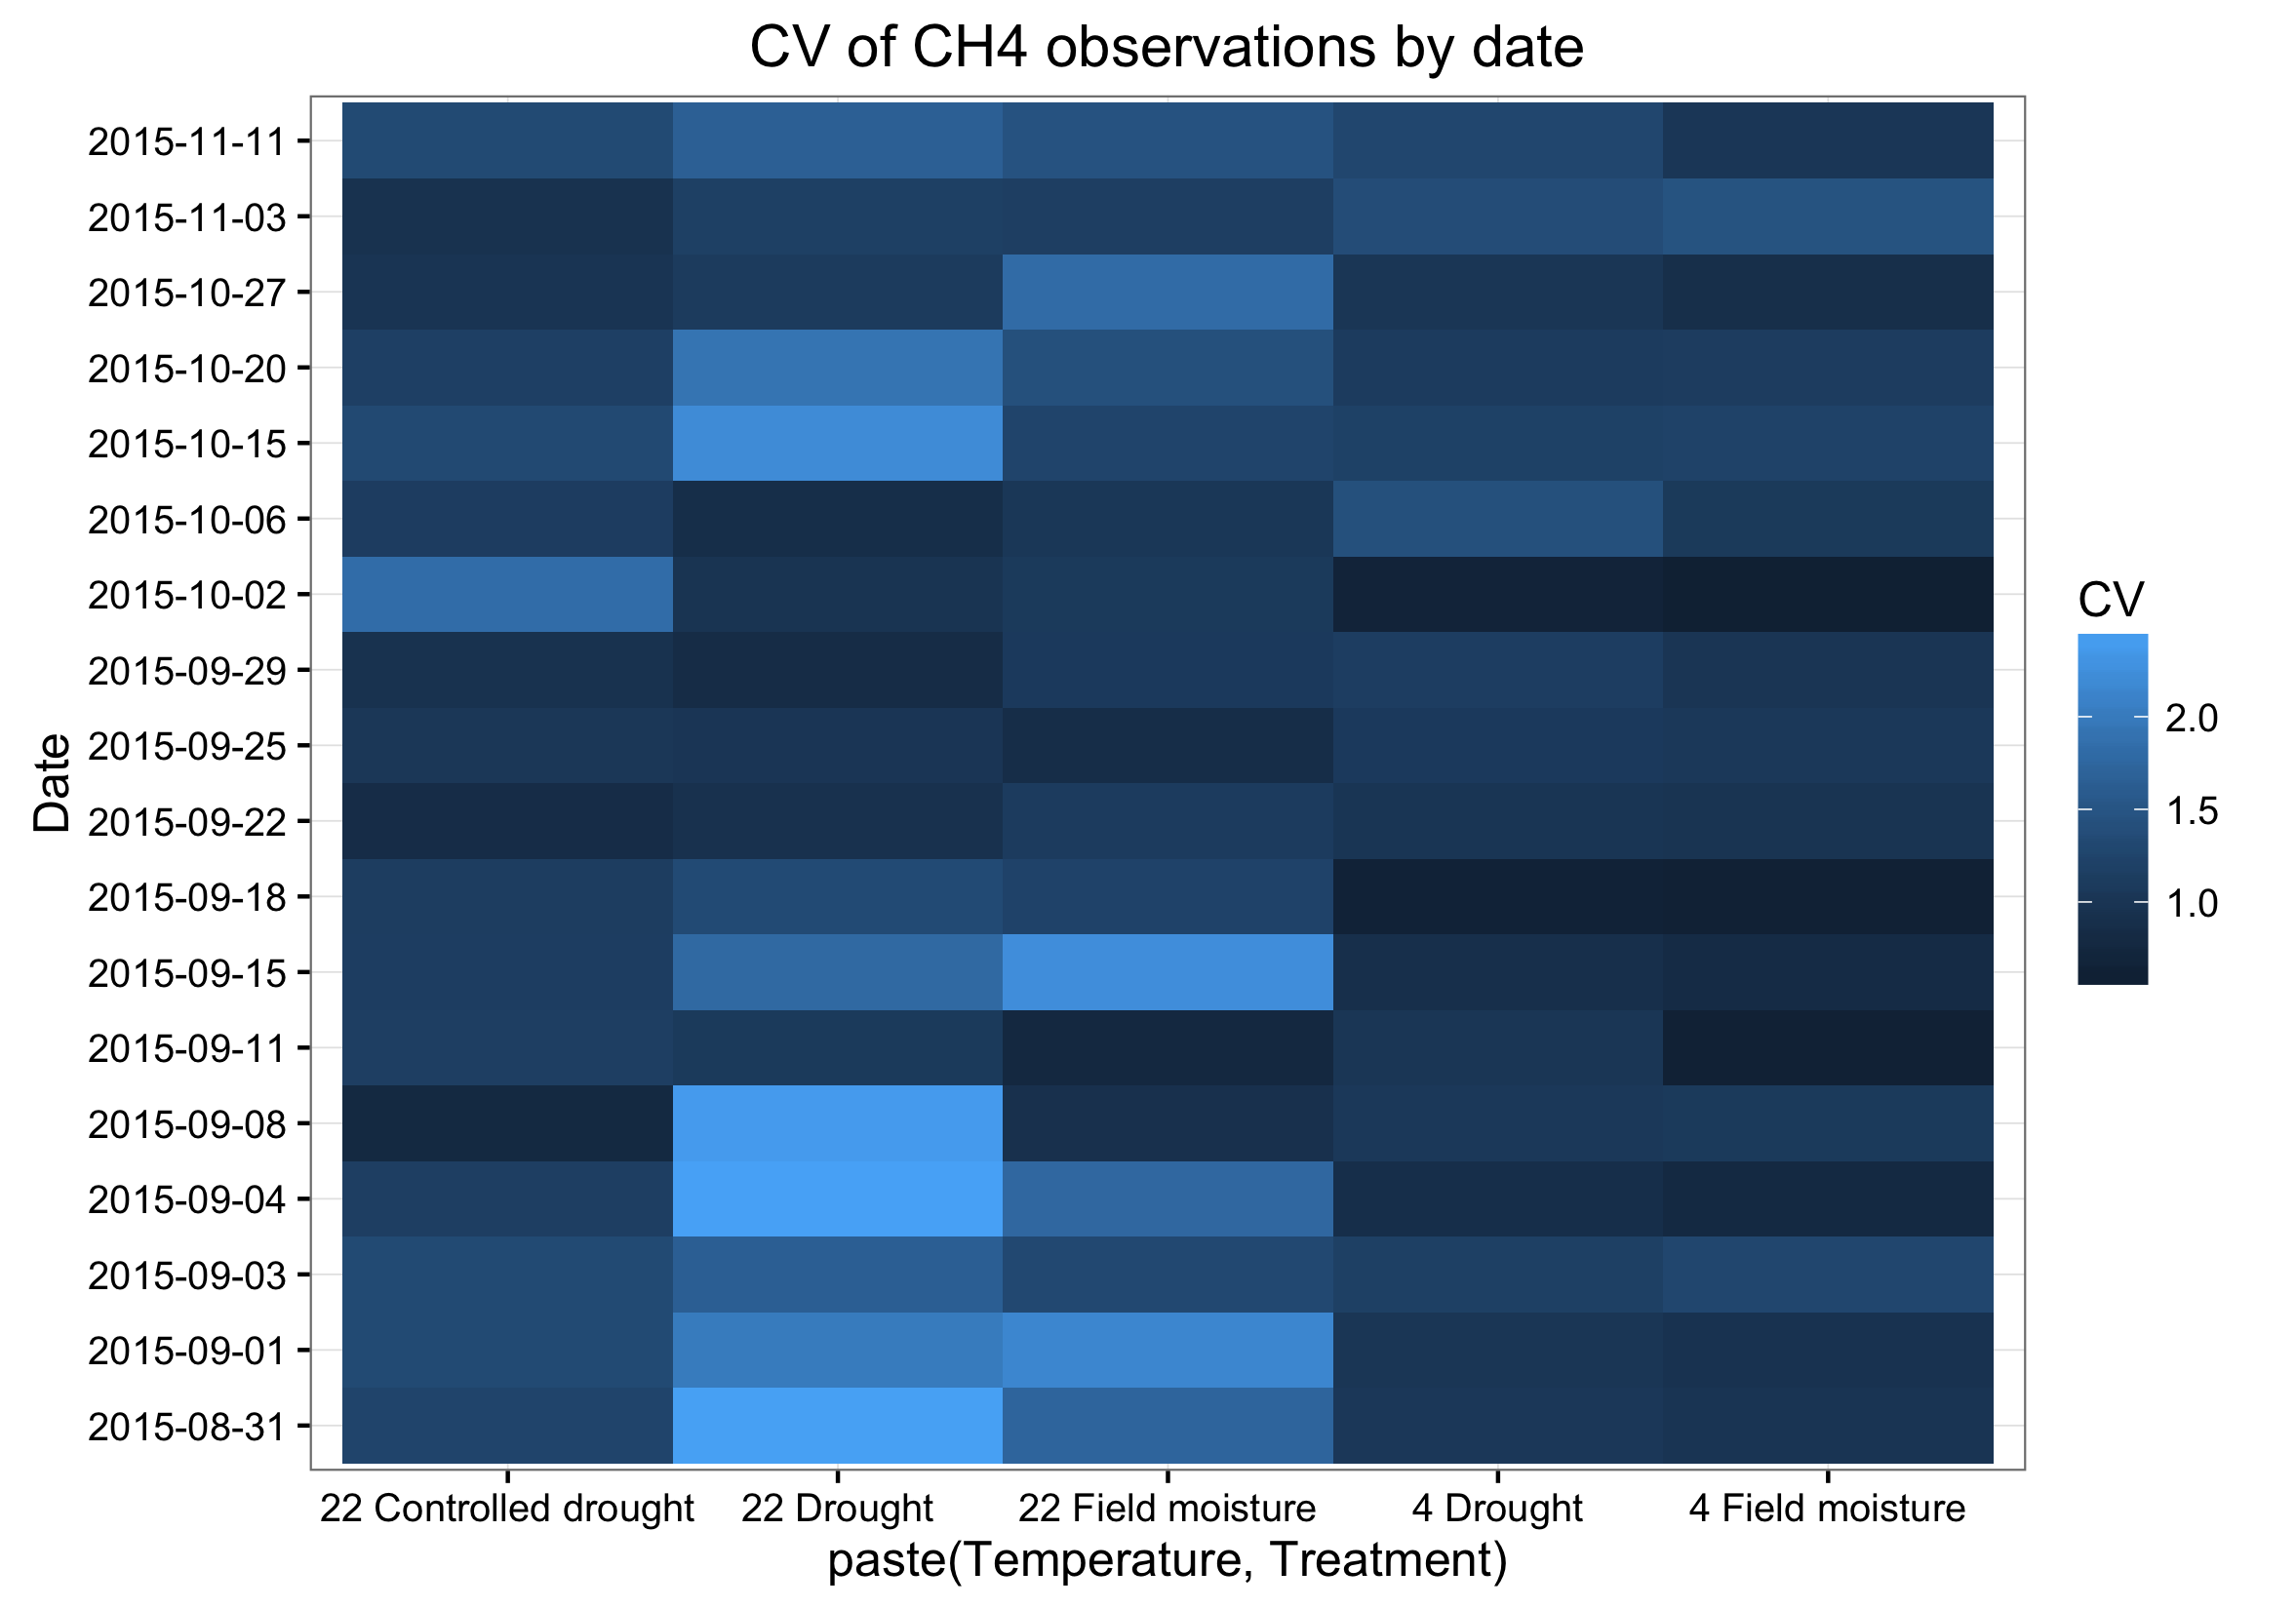 CV of CH4 observations by date
Date
2015-11-11
2015-11-03
2015-10-27
2015-10-20
2015-10-15
2015-10-06
2015-10-02
2015-09-29
2015-09-25
2015-09-22
2015-09-18
2015-09-15
2015-09-11
2015-09-08
2015-09-04
2015-09-03
2015-09-01
2015-08-31
22 Controlled drought
22 Drought
22 Field moisture
4 Drought
4 Field moisture
paste(Temperature, Treatment)
CV
2.0
1.5
1.0